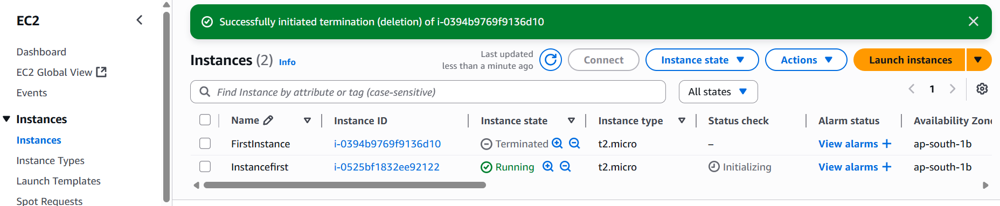 EC2
Dashboard
EC2 Global View
Events
Instances
Instances
Instance Types
Launch Templates
Spot Requests
Successfully initiated termination (deletion) of i-0394b9769f9136d10
Instances (2) Info
Last updated
less than a minute ago
Connect
Instance state
Actions
Launch instances
Find Instance by attribute or tag (case-sensitive)
All states
1
Name Instance ID Instance state Instance type Status check Alarm status Availability Zone
FirstInstance i-0394b9769f9136d10 Terminated t2.micro – View alarms + ap-south-1b
Instancefirst i-0525bf1832ee92122 Running t2.micro Initializing View alarms + ap-south-1b